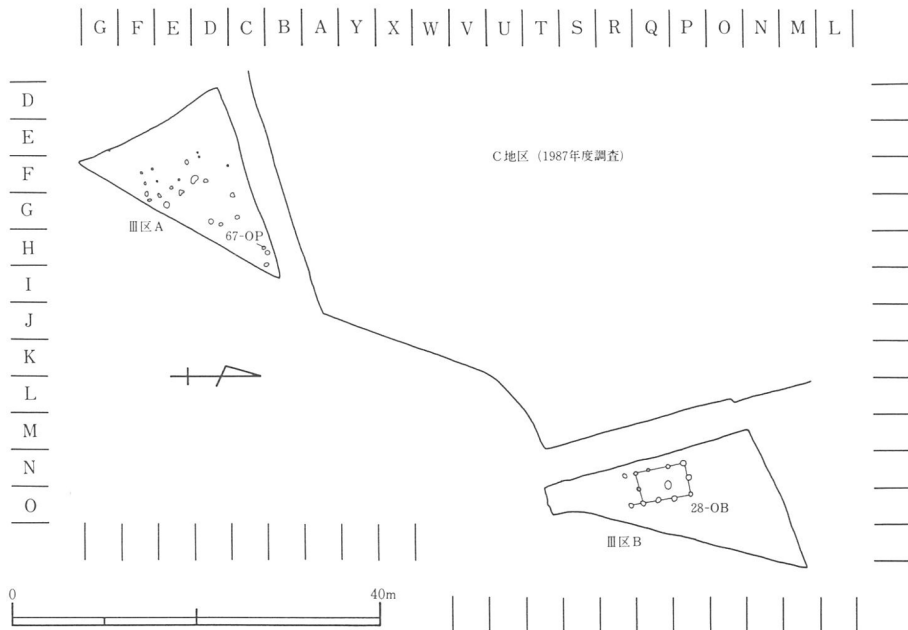 G F E D C B A Y X W V U T S R Q P O N M L
D
E
F
G
H
I
J
K
L
M
N
O
C地区 (1987年度調査)
Ⅲ区A
67-OP
28-OB
Ⅲ区B
0 40m